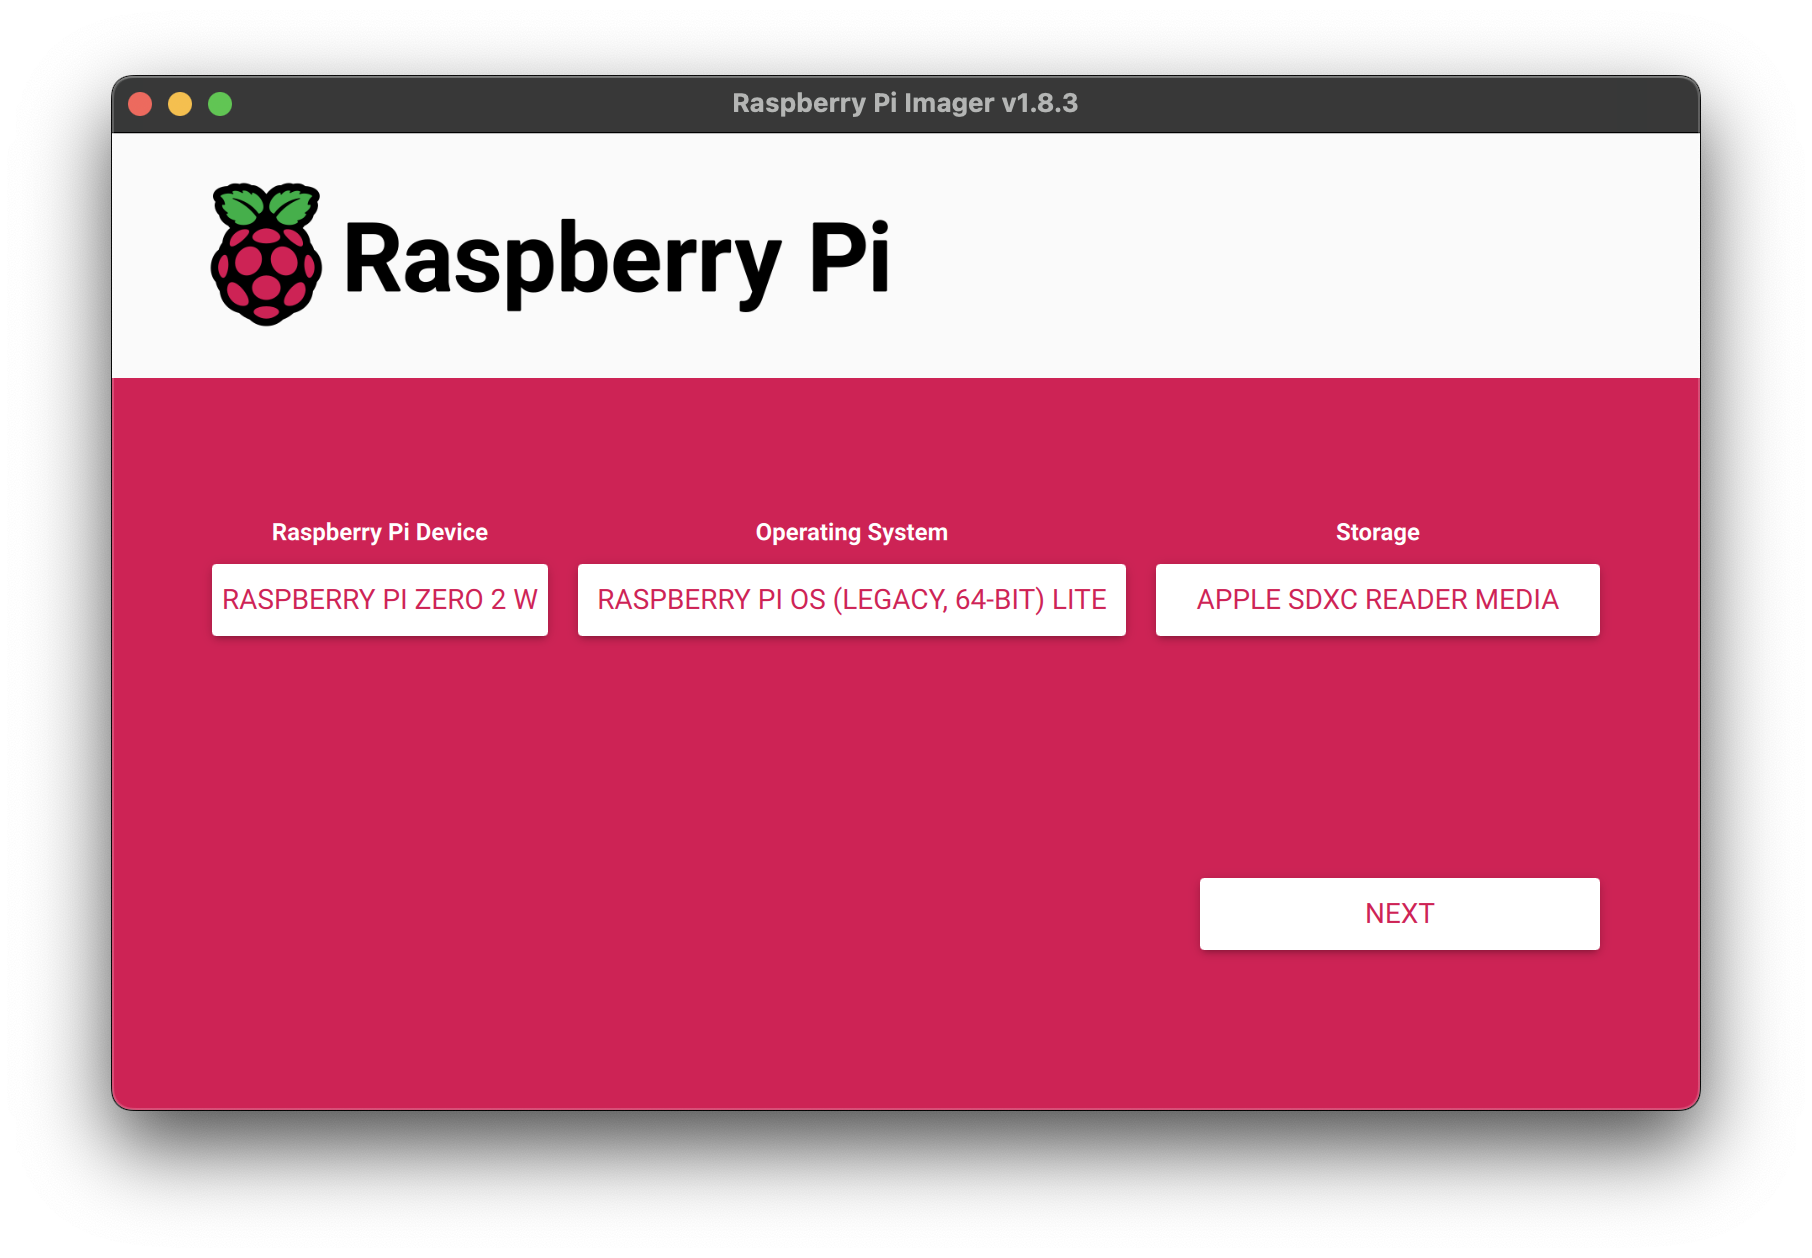 Raspberry Pi Imager v1.8.3
Raspberry Pi
Raspberry Pi Device
Operating System
Storage
RASPBERRY PI ZERO 2 W
RASPBERRY PI OS (LEGACY, 64-BIT) LITE
APPLE SDXC READER MEDIA
NEXT